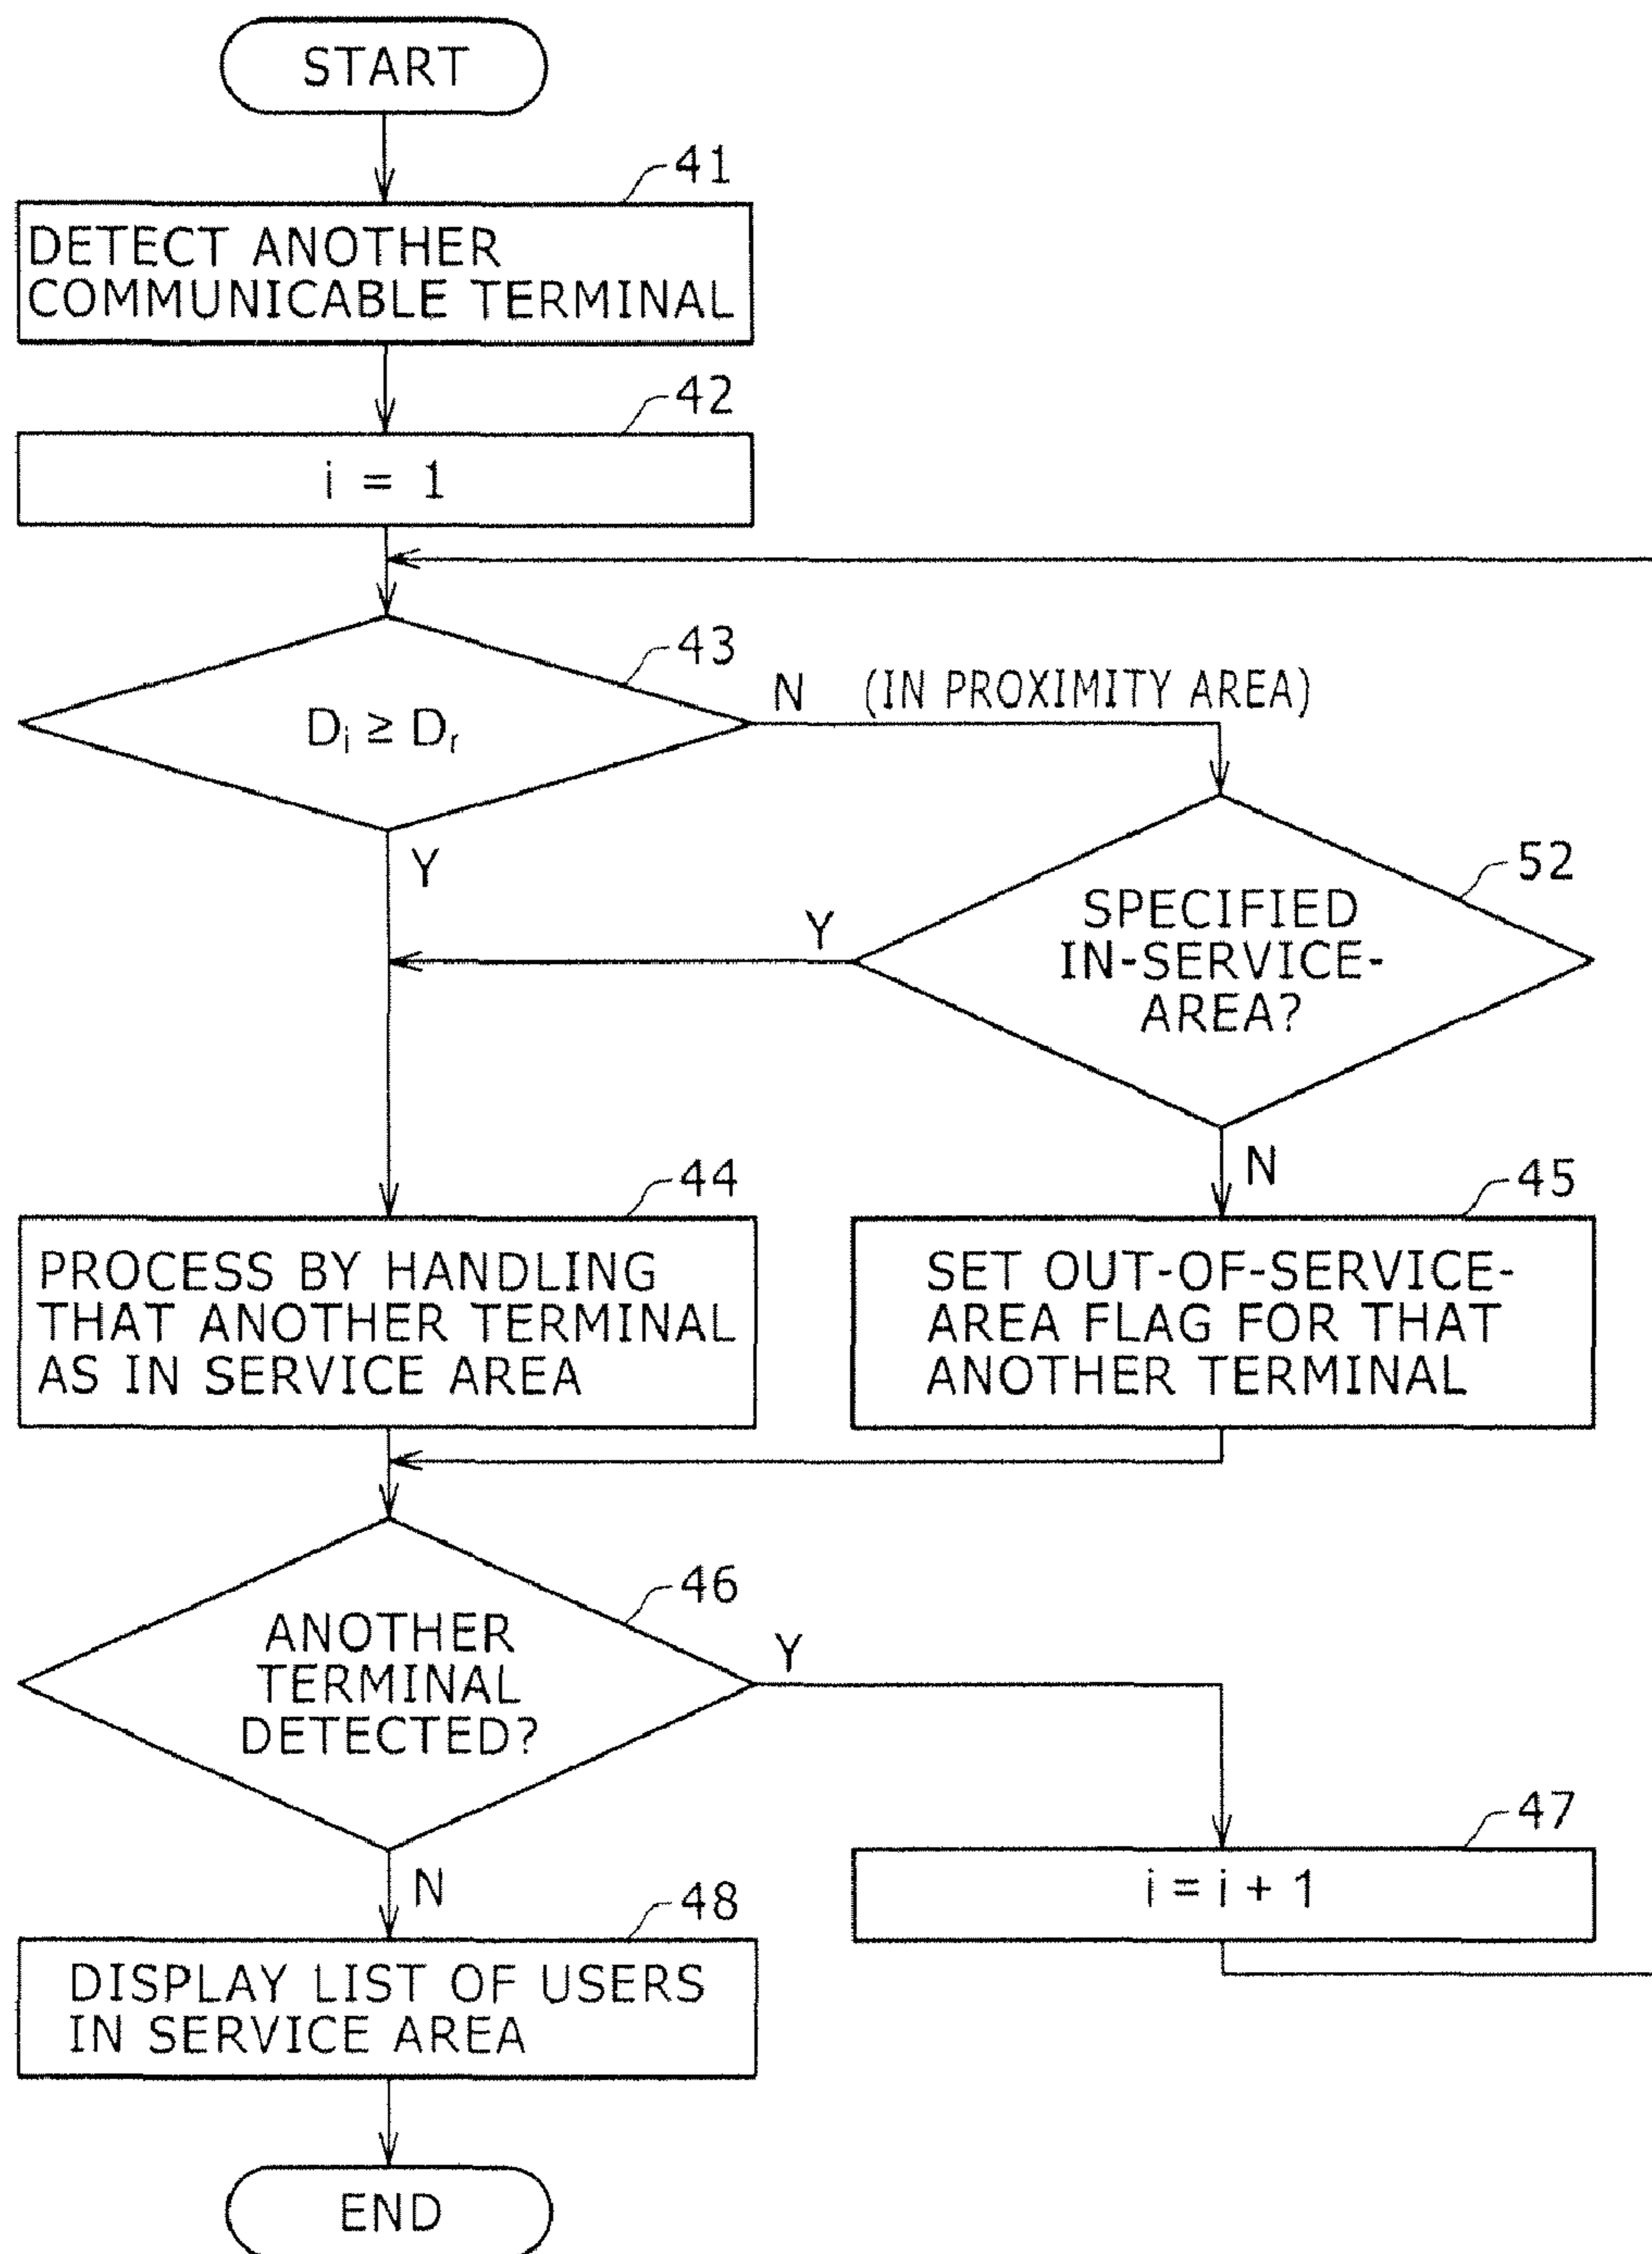 START
41
DETECT ANOTHER
COMMUNICABLE TERMINAL
42
i = 1
43
Di ≥ Dr
N (IN PROXIMITY AREA)
Y
52
SPECIFIED
IN-SERVICE-
AREA?
Y
N
44
PROCESS BY HANDLING
THAT ANOTHER TERMINAL
AS IN SERVICE AREA
45
SET OUT-OF-SERVICE-
AREA FLAG FOR THAT
ANOTHER TERMINAL
46
ANOTHER
TERMINAL
DETECTED?
Y
N
47
i = i + 1
48
DISPLAY LIST OF USERS
IN SERVICE AREA
END